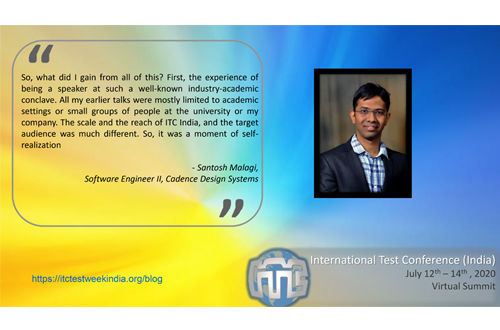 “
So, what did I gain from all of this? First, the experience of
being a speaker at such a well-known industry-academic
conclave. All my earlier talks were mostly limited to academic
settings or small groups of people at the university or my
company. The scale and the reach of ITC India, and the target
audience was much different. So, it was a moment of self-
realization
- Santosh Malagi,
Software Engineer II, Cadence Design Systems
”
https://itctestweekindia.org/blog
ITC
International Test Conference (India)
July 12th – 14th , 2020
Virtual Summit